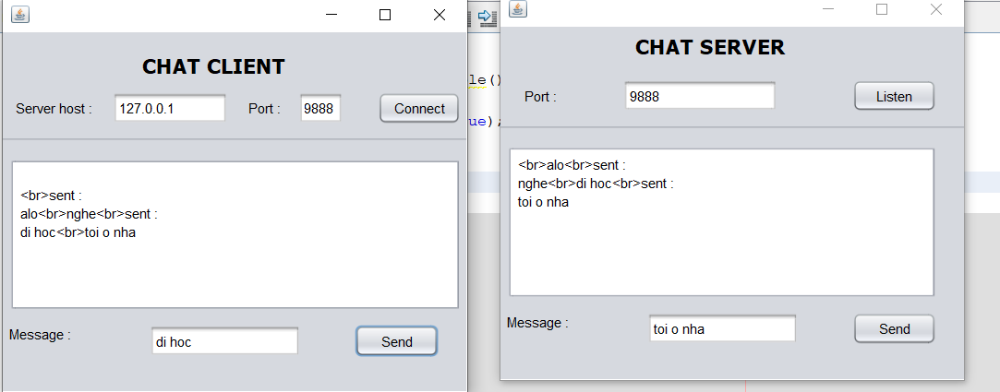 CHAT CLIENT
Server host :
127.0.0.1
Port :
9888
Connect
<br>sent :
alo<br>nghe<br>sent :
di hoc<br>toi o nha
Message :
di hoc
Send
le()
ue);
CHAT SERVER
Port :
9888
Listen
<br>alo<br>sent :
nghe<br>di hoc<br>sent :
toi o nha
Message :
toi o nha
Send